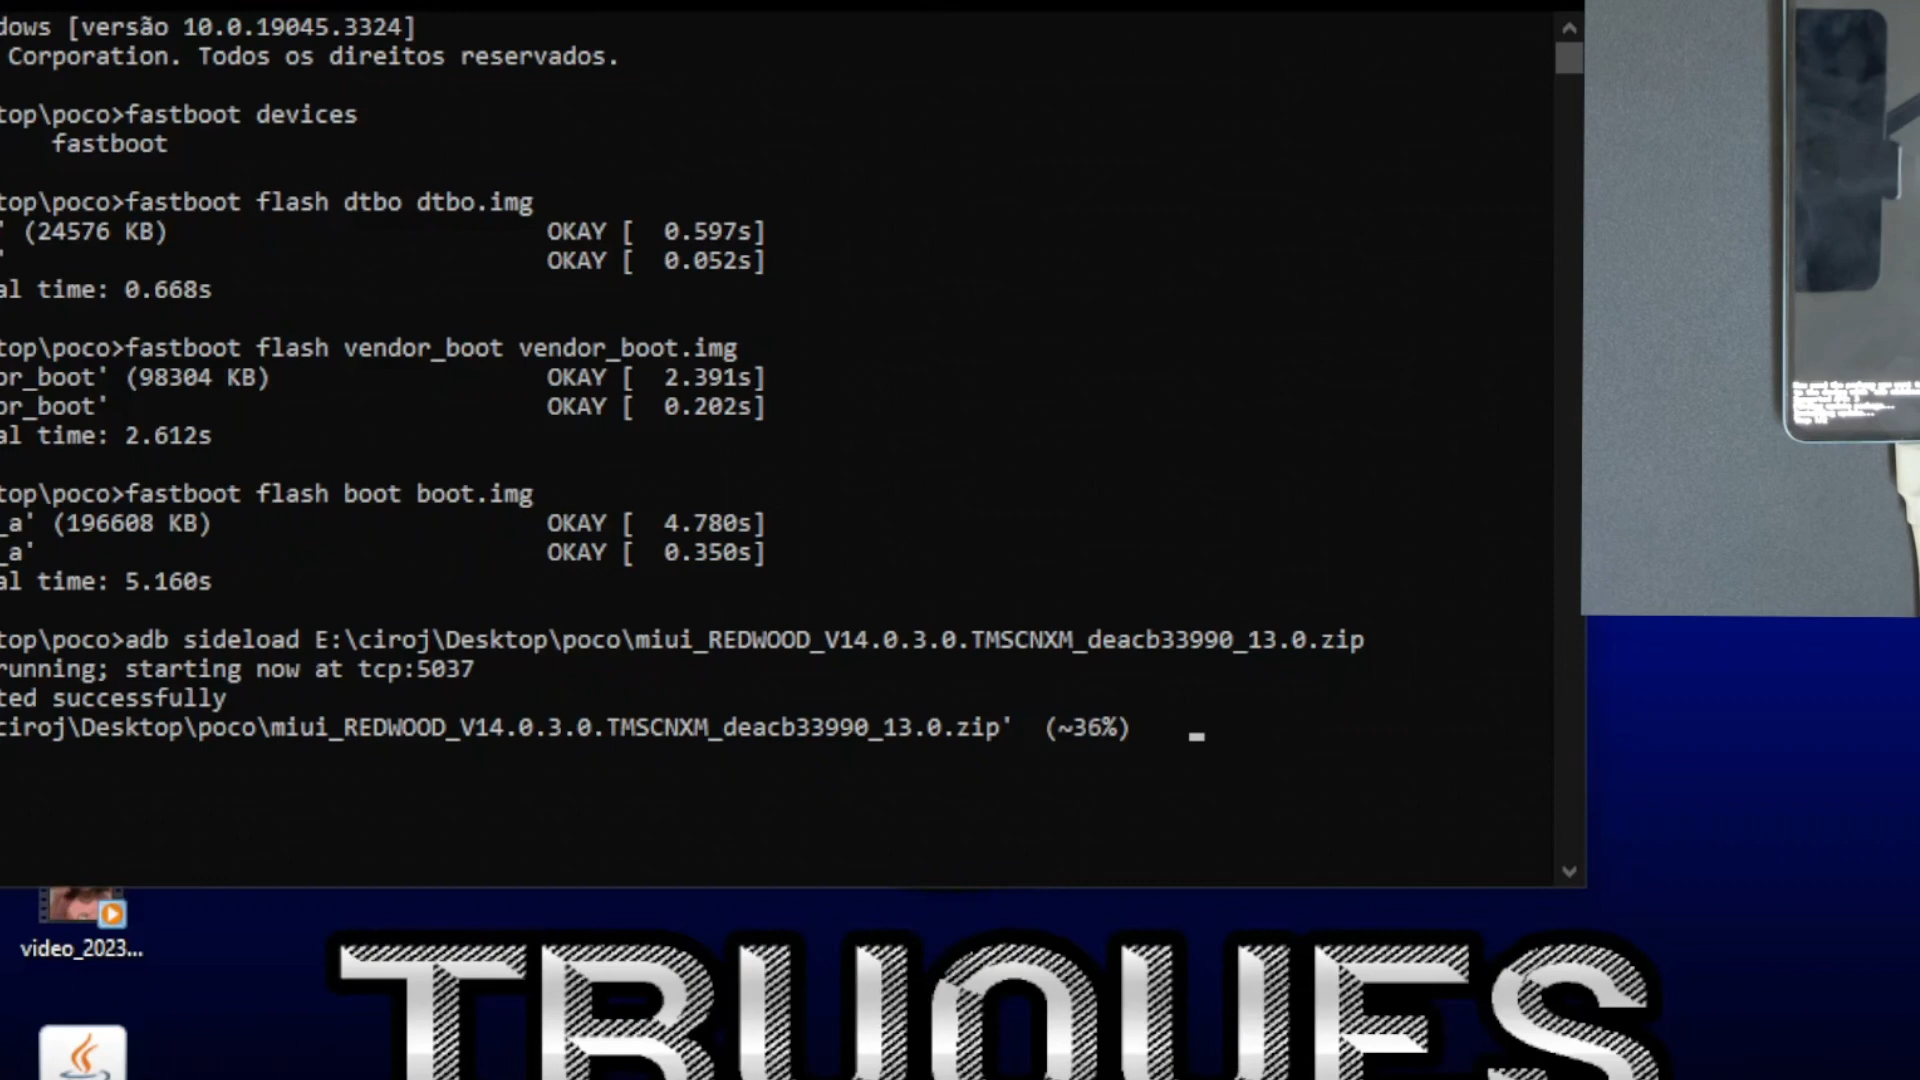 dows [versão 10.0.19045.3324]
Corporation. Todos os direitos reservados.
top\poco>fastboot devices
fastboot
top\poco>fastboot flash dtbo dtbo.img
' (24576 KB) OKAY [ 0.597s]
' OKAY [ 0.052s]
al time: 0.668s
top\poco>fastboot flash vendor_boot vendor_boot.img
or_boot' (98304 KB) OKAY [ 2.391s]
or_boot' OKAY [ 0.202s]
al time: 2.612s
top\poco>fastboot flash boot boot.img
_a' (196608 KB) OKAY [ 4.780s]
_a' OKAY [ 0.350s]
al time: 5.160s
top\poco>adb sideload E:\ciroj\Desktop\poco\miui_REDWOOD_V14.0.3.0.TMSCNXM_deacb33990_13.0.zip
running; starting now at tcp:5037
ted successfully
ciroj\Desktop\poco\miui_REDWOOD_V14.0.3.0.TMSCNXM_deacb33990_13.0.zip' (~36%)
video_2023...
TRUQUES